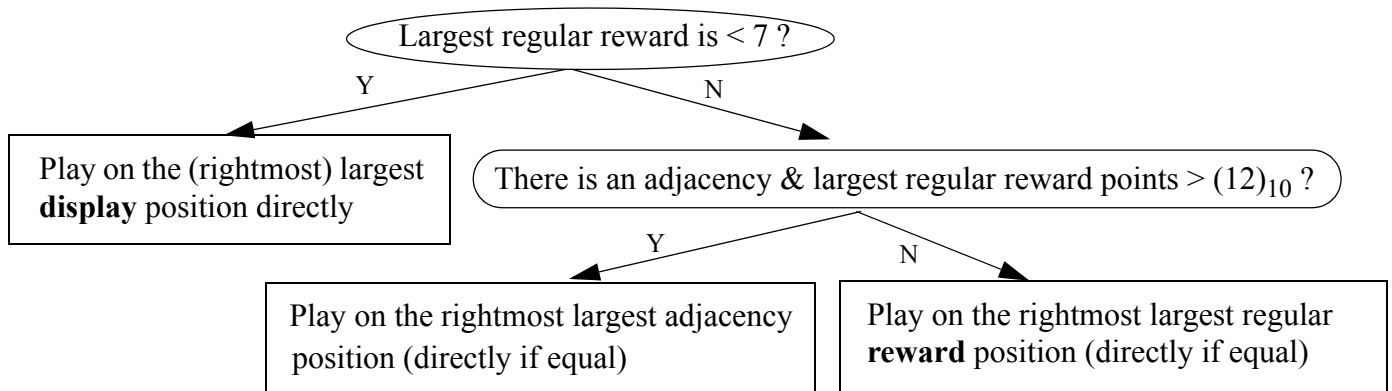 Largest regular reward is < 7 ?
Y
N
Play on the (rightmost) largest
display position directly
There is an adjacency & largest regular reward points > (12)10 ?
Y
N
Play on the rightmost largest adjacency
position (directly if equal)
Play on the rightmost largest regular
reward position (directly if equal)